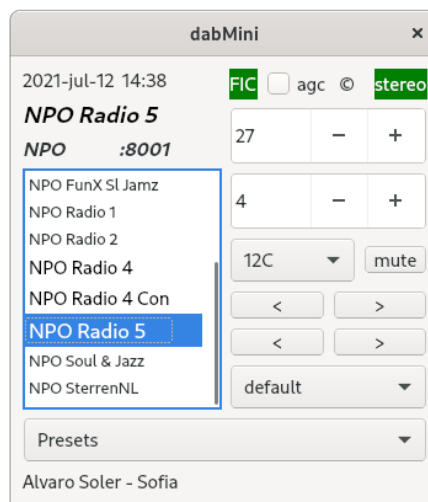 dabMini ×
2021-jul-12 14:38
FIC agc © stereo
NPO Radio 5
NPO :8001
27 − +
NPO FunX Sl Jamz
NPO Radio 1
NPO Radio 2
NPO Radio 4
NPO Radio 4 Con
NPO Radio 5
NPO Soul & Jazz
NPO SterrenNL
4 − +
12C mute
< >
< >
default
Presets
Alvaro Soler - Sofia